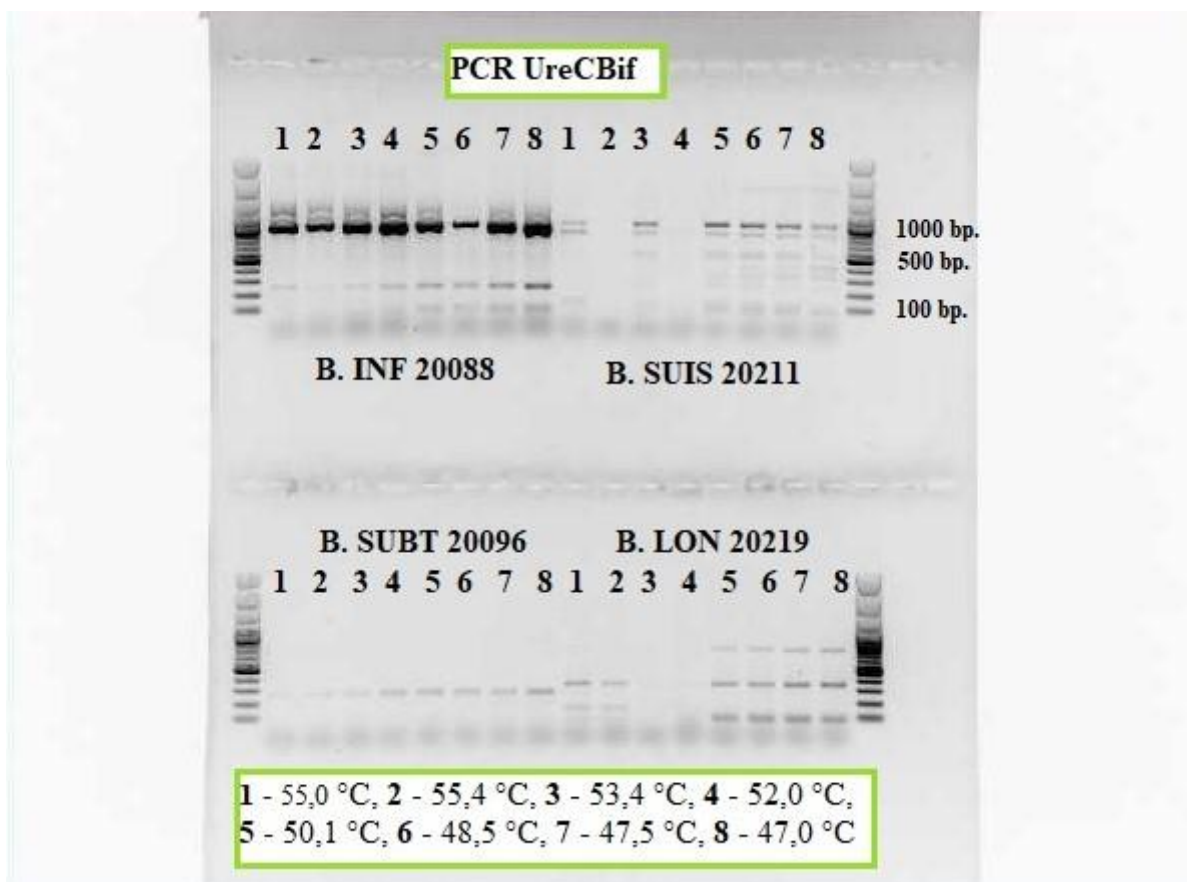 PCR UreCBif
1 2 3 4 5 6 7 8 1 2 3 4 5 6 7 8
1000 bp.
500 bp.
100 bp.
B. INF 20088 B. SUIS 20211
B. SUBT 20096 B. LON 20219
1 2 3 4 5 6 7 8 1 2 3 4 5 6 7 8
1 - 55,0 °C, 2 - 55,4 °C, 3 - 53,4 °C, 4 - 52,0 °C,
5 - 50,1 °C, 6 - 48,5 °C, 7 - 47,5 °C, 8 - 47,0 °C